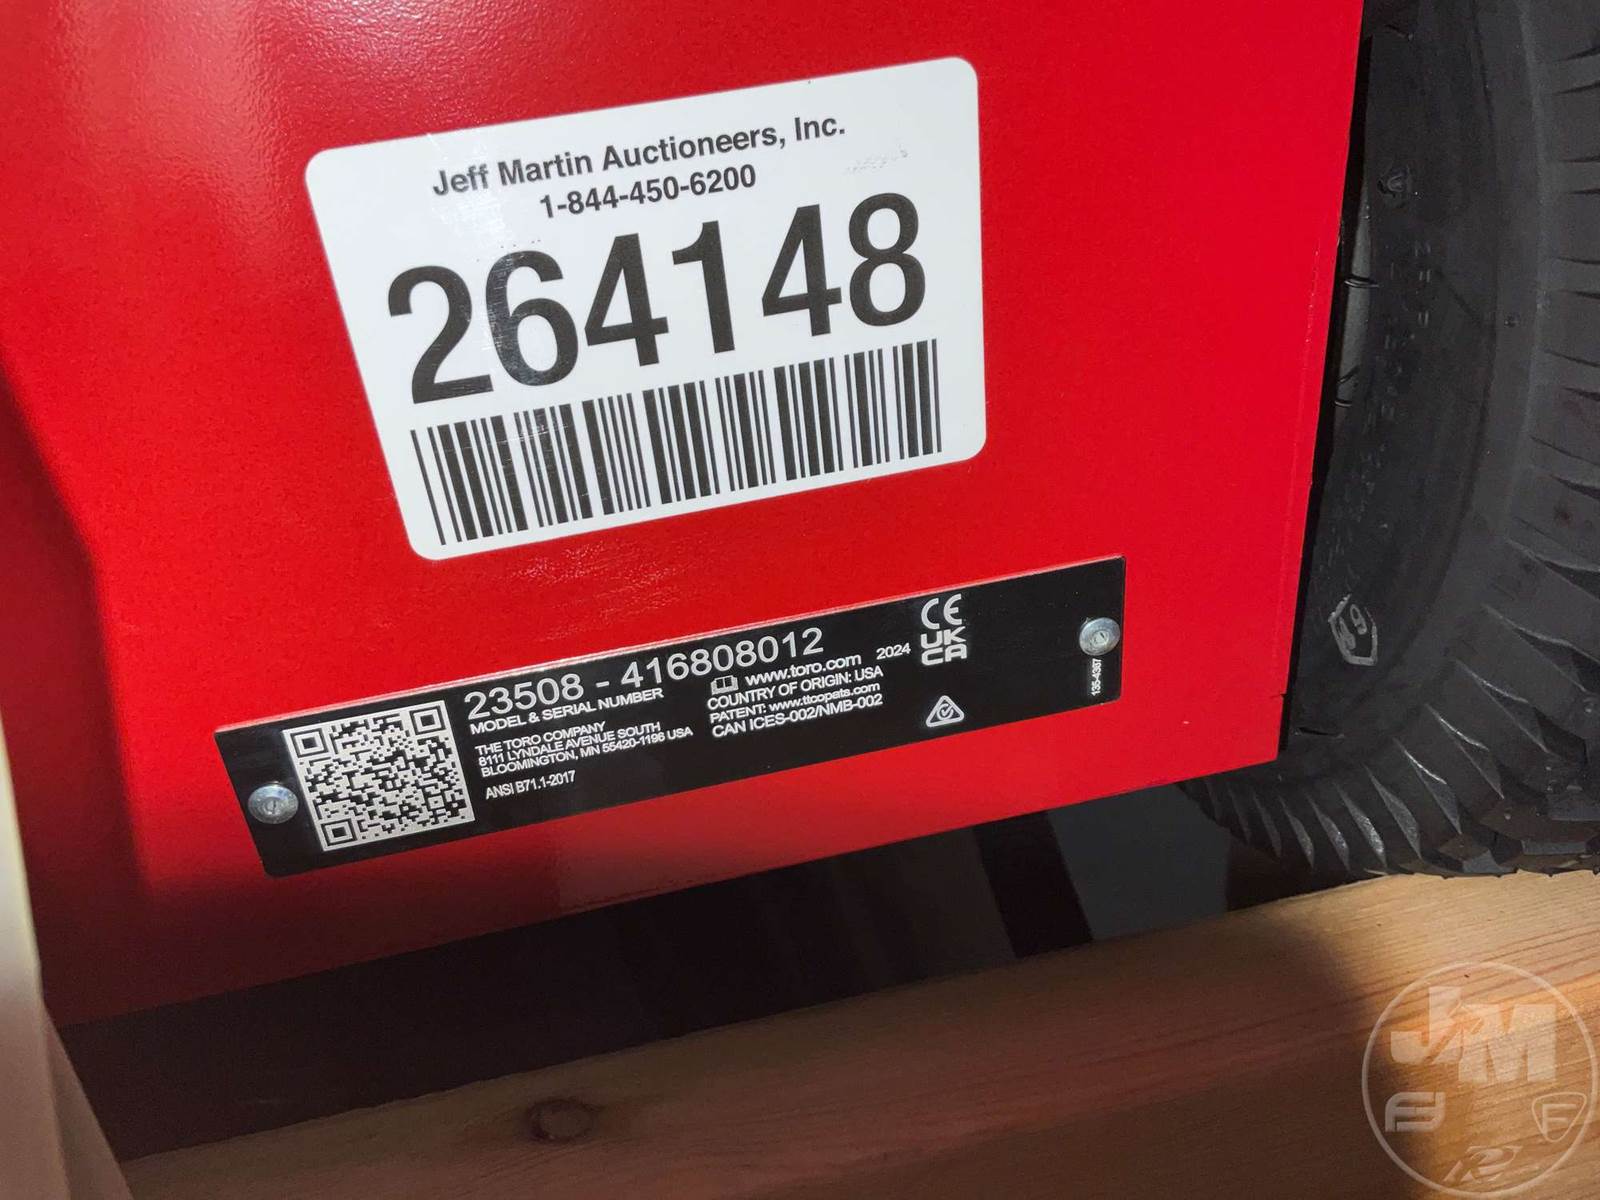 Jeff Martin Auctioneers, Inc.
1-844-450-6200
264148
23508 - 416808012
MODEL & SERIAL NUMBER
THE TORO COMPANY
8111 LYNDALE AVENUE SOUTH
BLOOMINGTON, MN 55420-1196 USA
ANSI B71.1-2017
www.toro.com 2024
COUNTRY OF ORIGIN: USA
PATENT: www.ttcopats.com
CAN ICES-002/NMB-002
CE
UK
CA
135-4367
JM